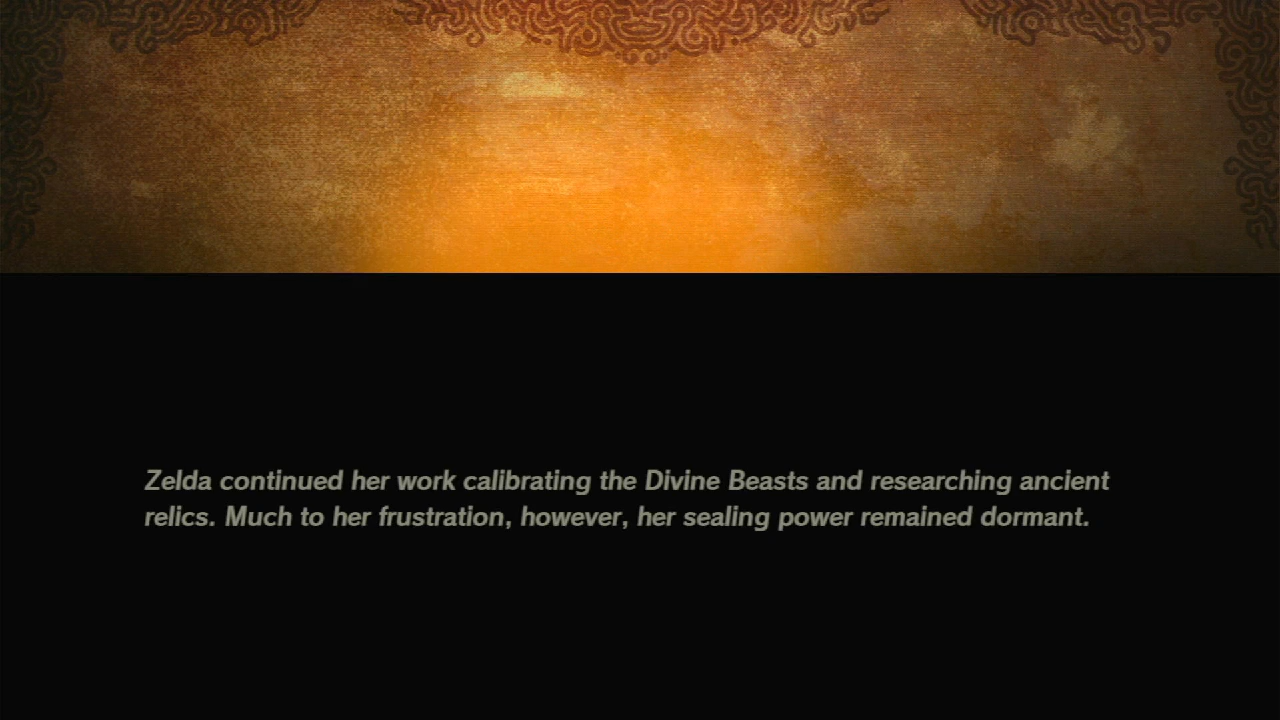 Zelda continued her work calibrating the Divine Beasts and researching ancient
relics. Much to her frustration, however, her sealing power remained dormant.